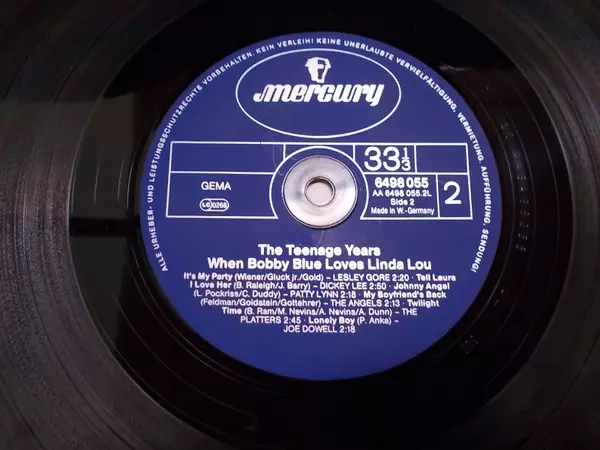 ALLE URHEBER- UND LEISTUNGSSCHUTZRECHTE VORBEHALTEN. KEIN VERLEIH! KEINE UNERLAUBTE VERVIELFÄLTIGUNG, VERMIETUNG, AUFFÜHRUNG, SENDUNG!
mercury
33 1/3
GEMA
6498 055
AA 6498 055.2L
Side 2
Made in W.-Germany
2
LC 0268
The Teenage Years
When Bobby Blue Loves Linda Lou
It's My Party (Wiener/Gluck jr./Gold) – LESLEY GORE 2:20 · Tell Laura
I Love Her (B. Raleigh/J. Barry) – DICKEY LEE 2:50 · Johnny Angel
(L. Pockriss/C. Duddy) – PATTY LYNN 2:18 · My Boyfriend's Back
(Feldman/Goldstein/Gottehrer) – THE ANGELS 2:13 · Twilight
Time (B. Ram/M. Nevins/A. Nevins/A. Dunn) – THE
PLATTERS 2:45 · Lonely Boy (P. Anka) –
JOE DOWELL 2:18